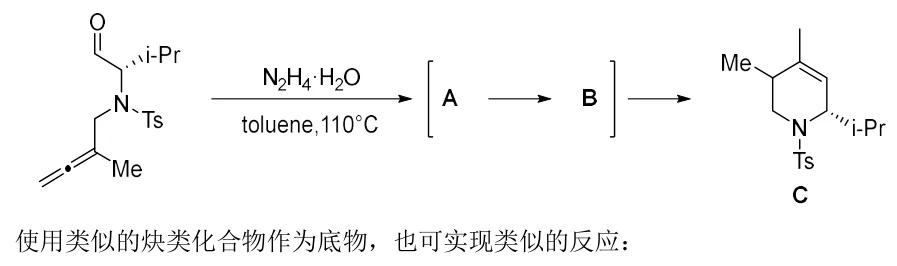 O
i-Pr
N
Ts
Me
N₂H₄·H₂O
toluene,110°C
A
B
Me
N
i-Pr
Ts
C
使用类似的炔类化合物作为底物，也可实现类似的反应：